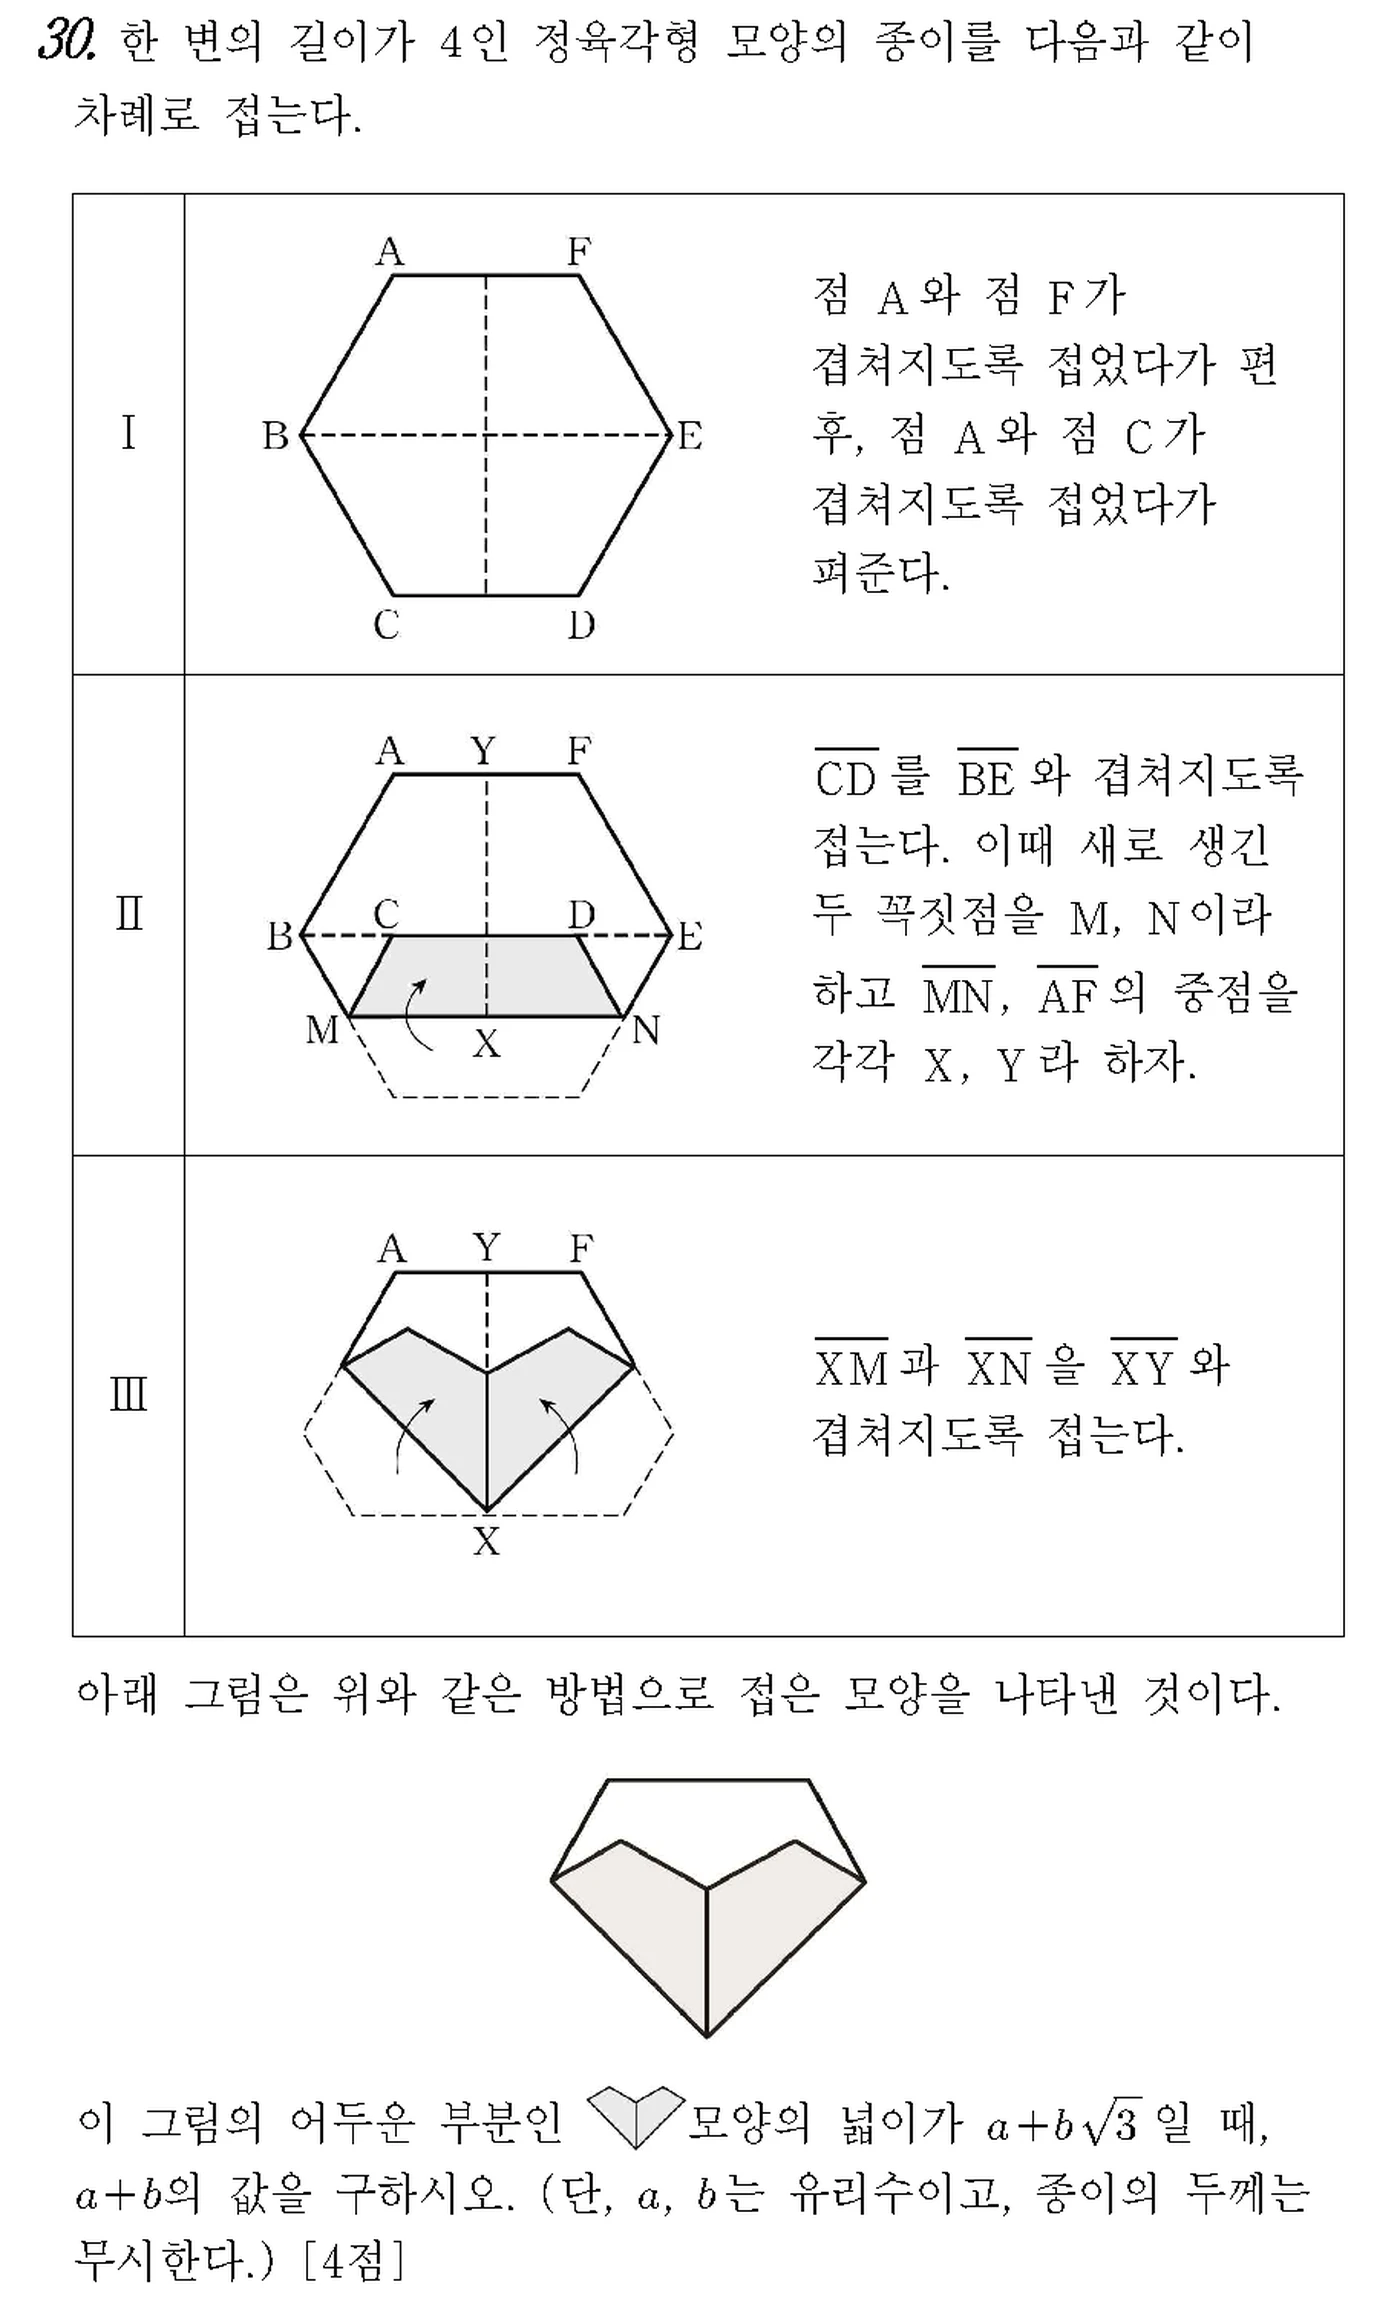 30. 한 변의 길이가 4인 정육각형 모양의 종이를 다음과 같이
차례로 접는다.
A F
B E
C D
Ⅰ
점 A와 점 F가
겹쳐지도록 접었다가 편
후, 점 A와 점 C가
겹쳐지도록 접었다가
펴준다.
A Y F
B C D E
M X N
Ⅱ
CD를 BE와 겹쳐지도록
접는다. 이때 새로 생긴
두 꼭짓점을 M, N이라
하고 MN, AF의 중점을
각각 X, Y라 하자.
A Y F
X
Ⅲ
XM과 XN을 XY와
겹쳐지도록 접는다.
아래 그림은 위와 같은 방법으로 접은 모양을 나타낸 것이다.
이 그림의 어두운 부분인 모양의 넓이가 a+b√3 일 때,
a+b의 값을 구하시오. (단, a, b는 유리수이고, 종이의 두께는
무시한다.) [4점]